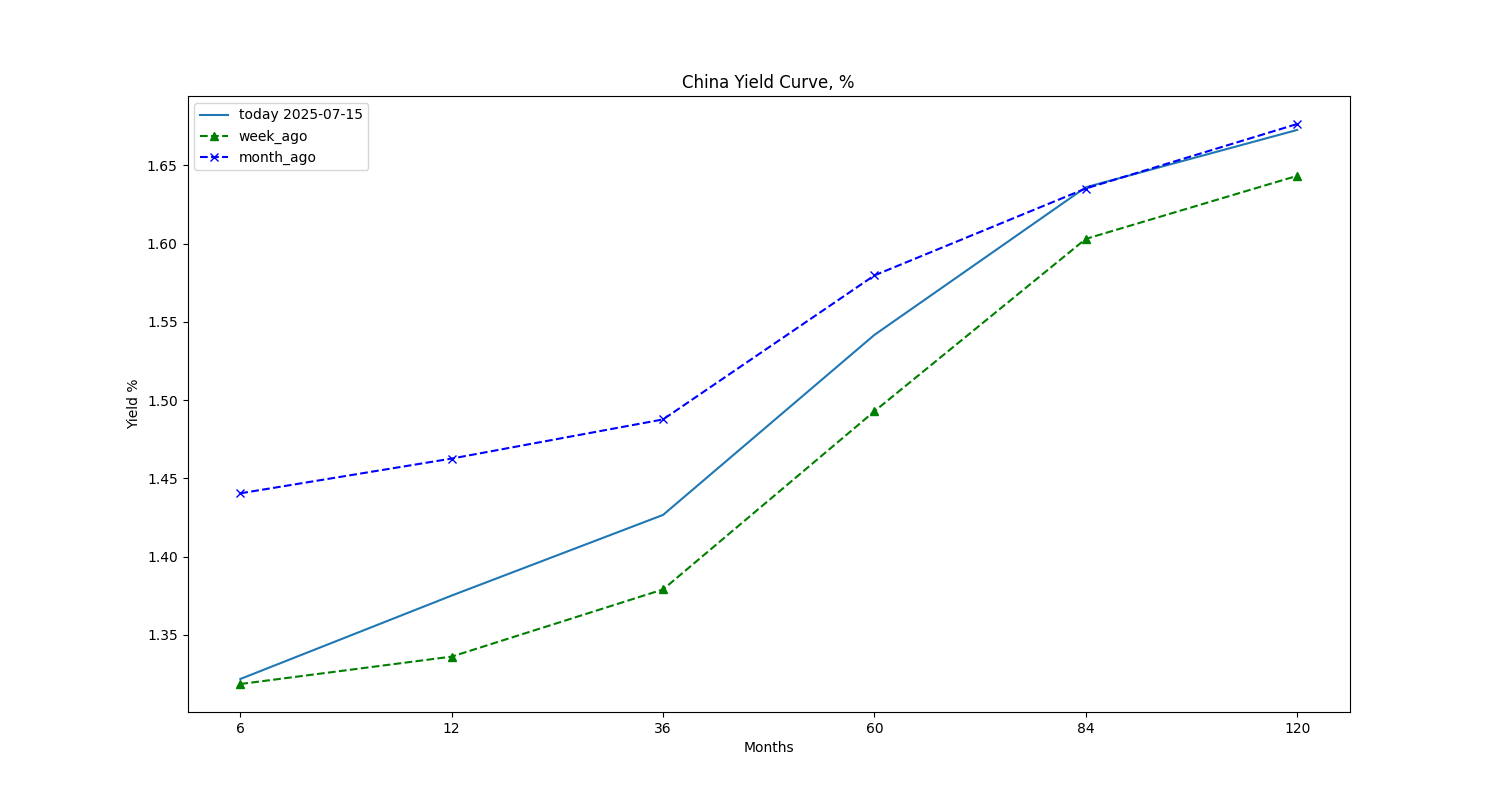 China Yield Curve, %
today 2025-07-15
week_ago
month_ago
1.65
1.60
1.55
1.50
1.45
1.40
1.35
Yield %
6 12 36 60 84 120
Months